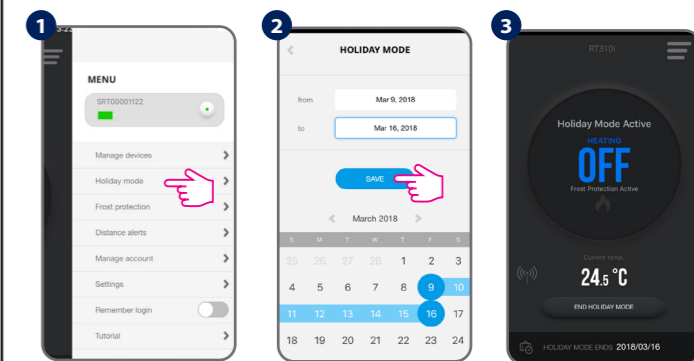 1
3:23
MENU
SRT00001122
Manage devices
Holiday mode
Frost protection
Distance alerts
Manage account
Settings
Remember login
Tutorial
2
HOLIDAY MODE
from Mar 9, 2018
to Mar 16, 2018
SAVE
March 2018
S M T W T F S
25 26 27 28 1 2 3
4 5 6 7 8 9 10
11 12 13 14 15 16 17
18 19 20 21 22 23 24
3
RT310i
Holiday Mode Active
HEATING
OFF
Frost Protection Active
Current temp.
24.5 °C
END HOLIDAY MODE
HOLIDAY MODE ENDS 2018/03/16